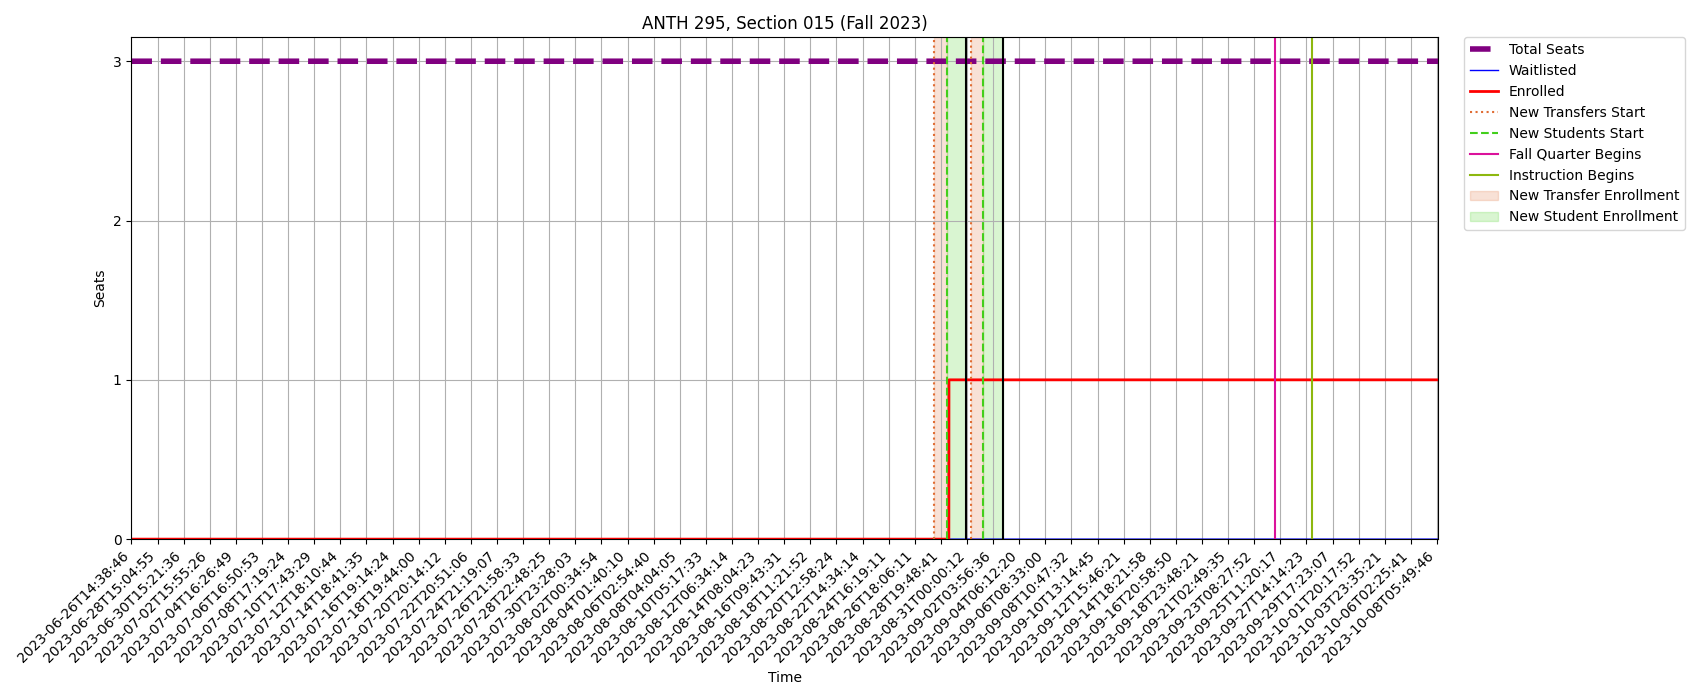 ANTH 295, Section 015 (Fall 2023)
3
2
1
0
Seats
2023-06-26T14:38:46
2023-06-28T15:04:55
2023-06-30T15:21:36
2023-07-02T15:55:26
2023-07-04T16:26:49
2023-07-06T16:50:53
2023-07-08T17:19:24
2023-07-10T17:43:29
2023-07-12T18:10:44
2023-07-14T18:41:35
2023-07-16T19:14:24
2023-07-18T19:44:00
2023-07-20T20:14:12
2023-07-22T20:51:06
2023-07-24T21:19:07
2023-07-26T21:58:33
2023-07-28T22:48:25
2023-07-30T23:28:03
2023-08-02T00:34:54
2023-08-04T01:40:10
2023-08-06T02:54:40
2023-08-08T04:04:05
2023-08-10T05:17:33
2023-08-12T06:34:14
2023-08-14T08:04:23
2023-08-16T09:43:31
2023-08-18T11:21:52
2023-08-20T12:58:24
2023-08-22T14:34:14
2023-08-24T16:19:11
2023-08-26T18:06:11
2023-08-28T19:48:41
2023-08-31T00:00:12
2023-09-02T03:56:36
2023-09-04T06:12:20
2023-09-06T08:33:00
2023-09-08T10:47:32
2023-09-10T13:14:45
2023-09-12T15:46:21
2023-09-14T18:21:58
2023-09-16T20:58:50
2023-09-18T23:48:21
2023-09-21T02:49:35
2023-09-23T08:27:52
2023-09-25T11:20:17
2023-09-27T14:14:23
2023-09-29T17:23:07
2023-10-01T20:17:52
2023-10-03T23:35:21
2023-10-06T02:25:41
2023-10-08T05:49:46
Time
Total Seats
Waitlisted
Enrolled
New Transfers Start
New Students Start
Fall Quarter Begins
Instruction Begins
New Transfer Enrollment
New Student Enrollment